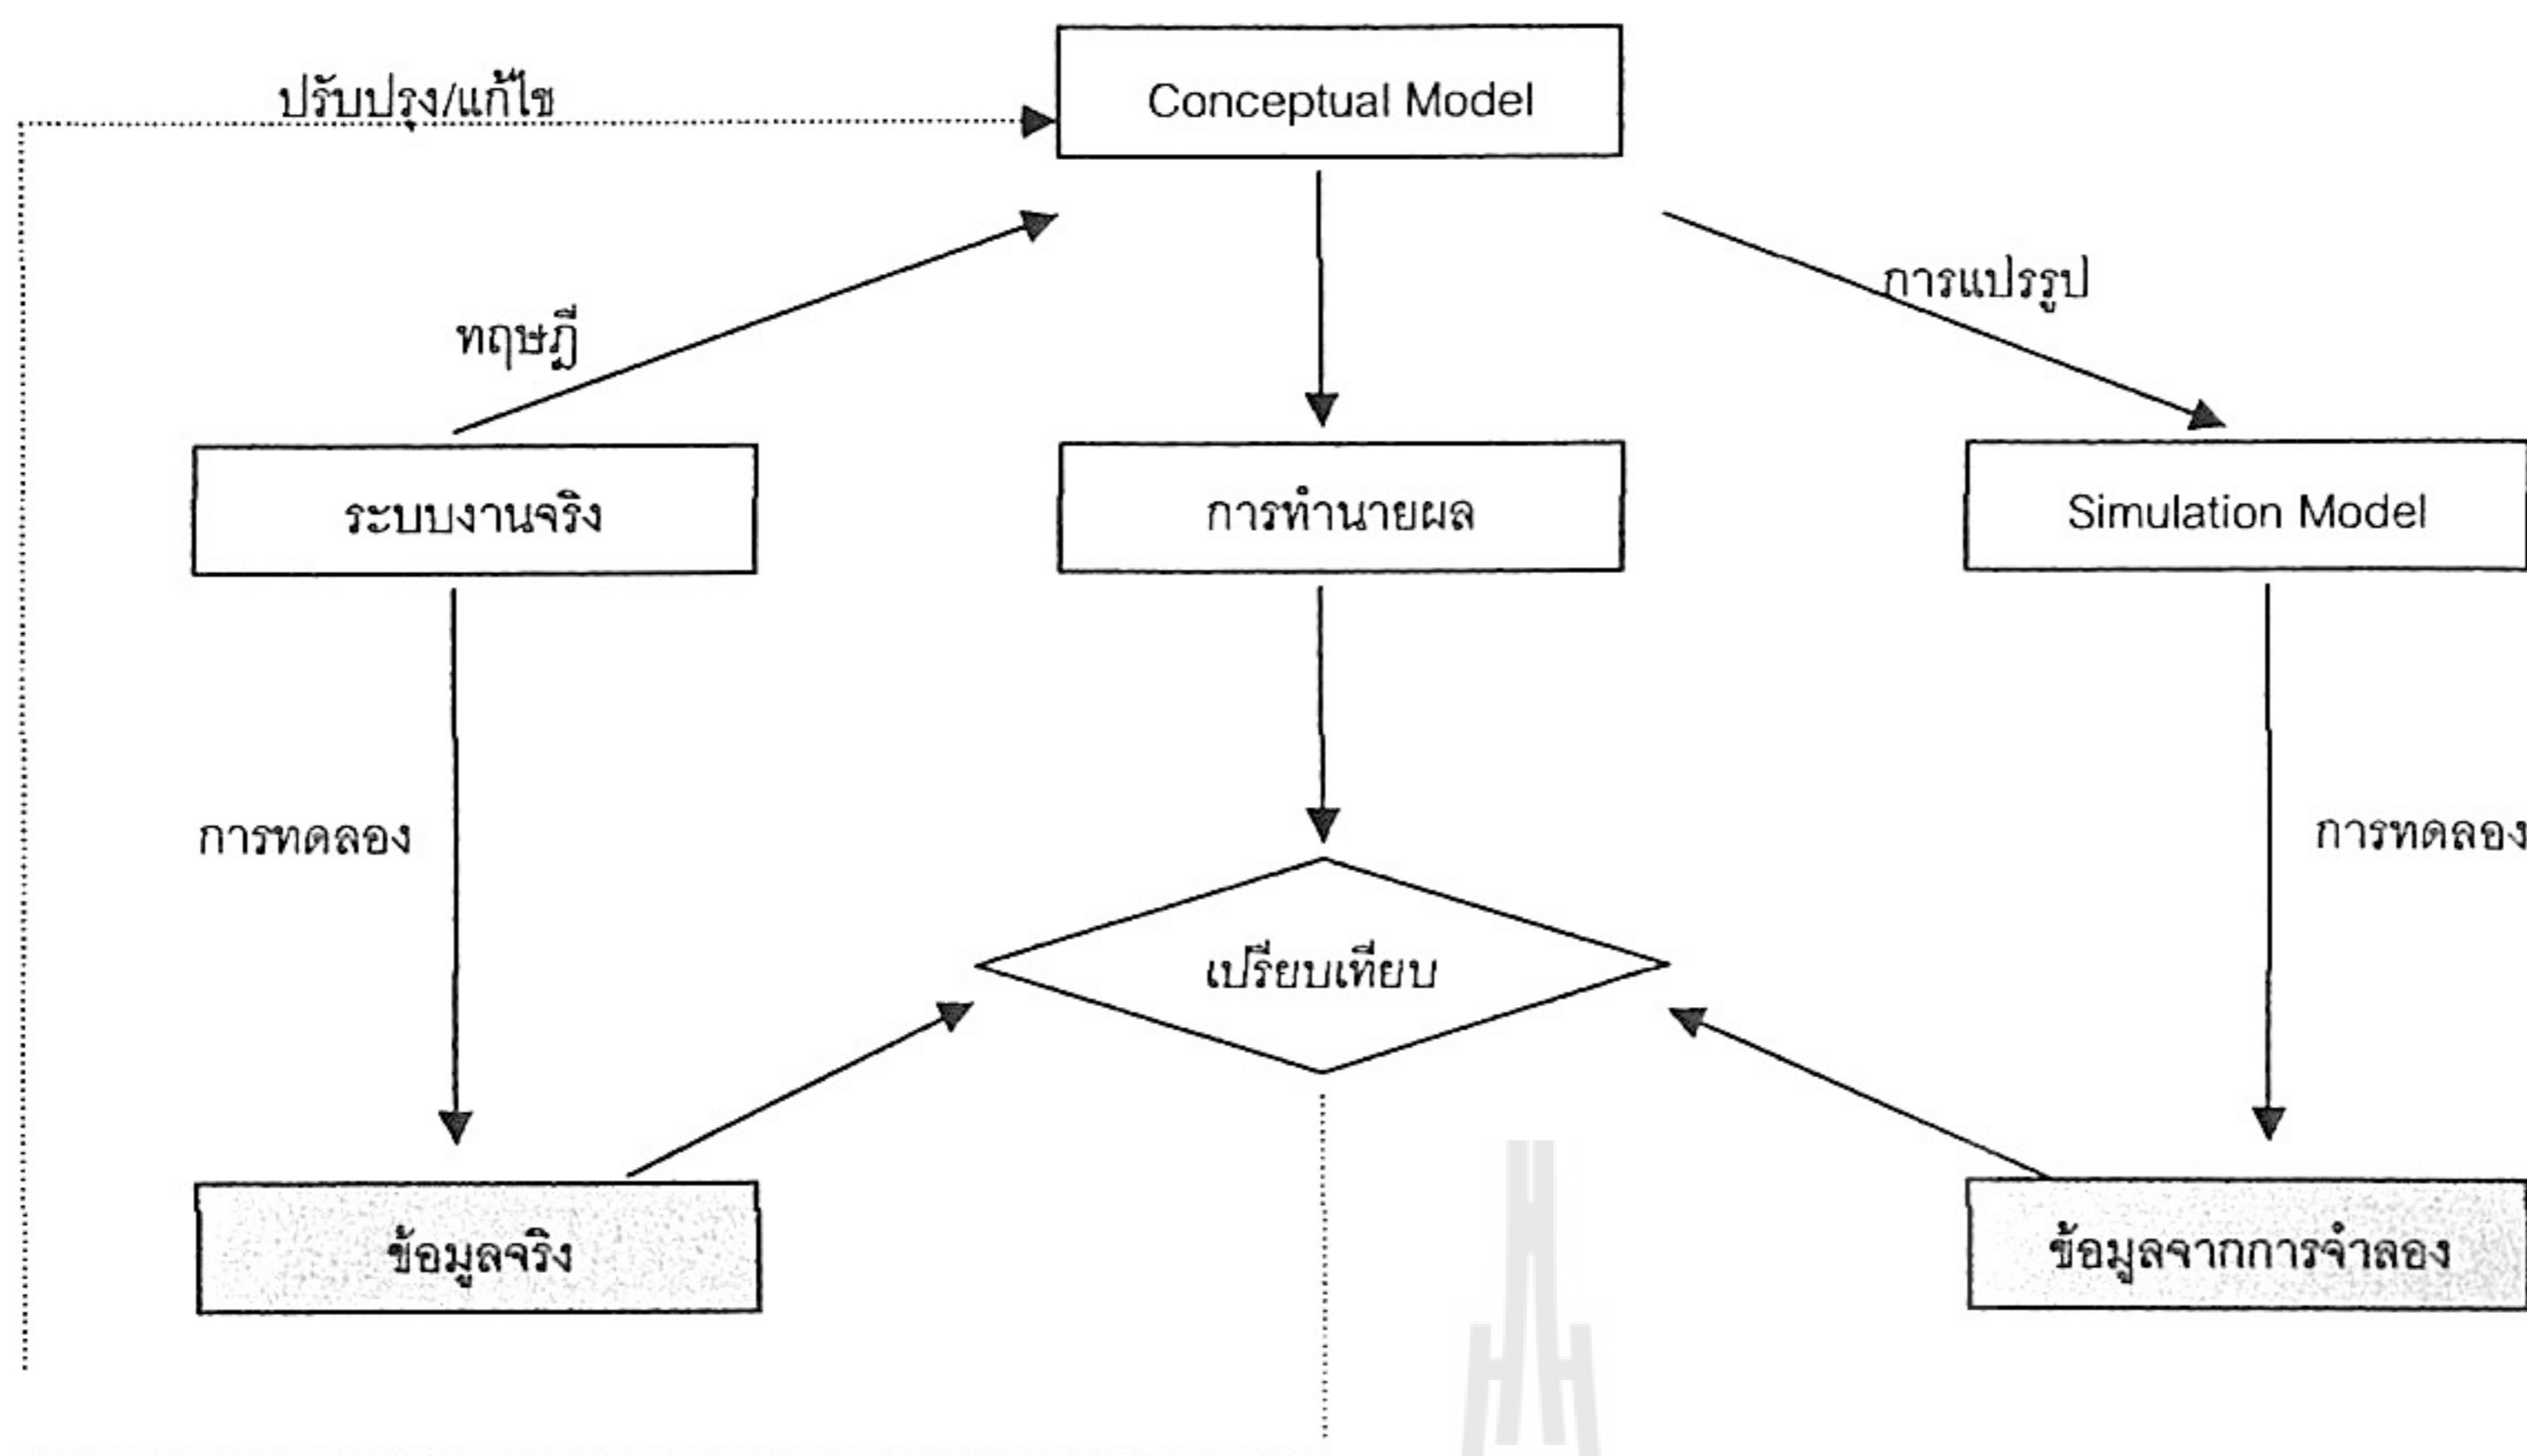 Conceptual Model
ปรับปรุง/แก้ไข
การแปรรูป
ทฤษฎี
ระบบงานจริง
การทำนายผล
Simulation Model
การทดลอง
การทดลอง
เปรียบเทียบ
ข้อมูลจริง
ข้อมูลจากการจำลอง